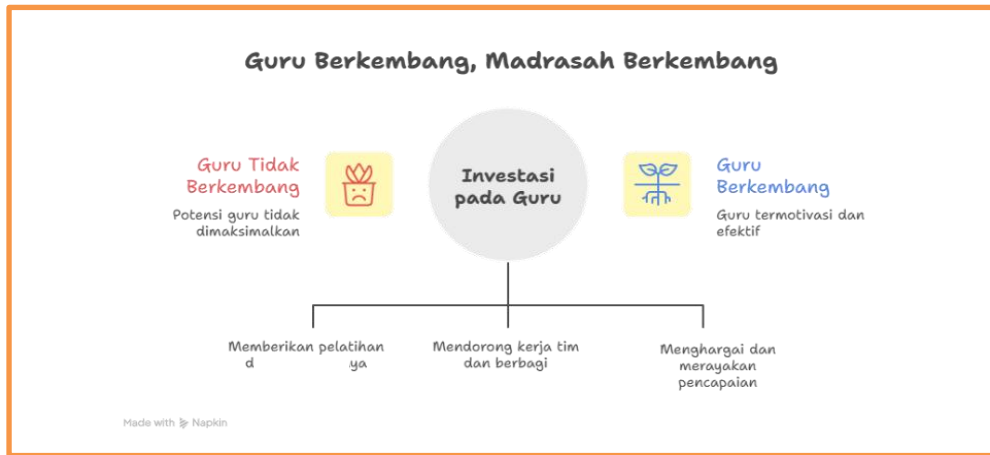 Guru Berkembang, Madrasah Berkembang
Guru Tidak
Berkembang
Potensi guru tidak
dimaksimalkan
Investasi
pada Guru
Guru
Berkembang
Guru termotivasi dan
efektif
Memberikan pelatihan
Mendorong kerja tim
dan berbagi
Menghargai dan
merayakan
pencapaian
Made with Napkin